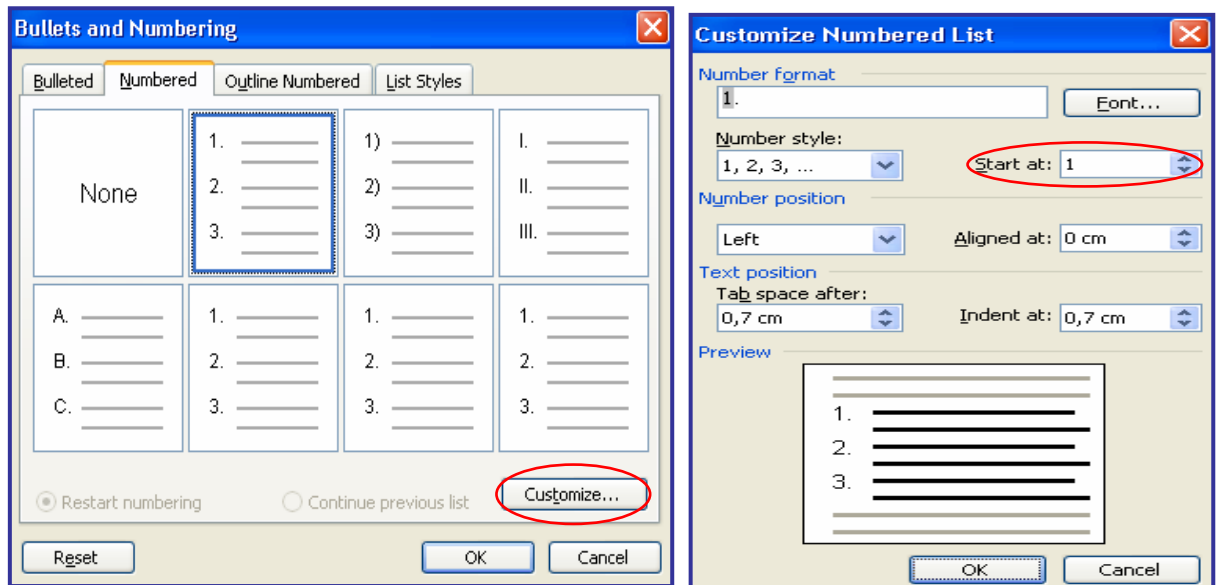 Bullets and Numbering
Bulleted Numbered Outline Numbered List Styles
None
1.
2.
3.
1)
2)
3)
I.
II.
III.
A.
B.
C.
1.
2.
3.
1.
2.
3.
1.
2.
3.
Restart numbering Continue previous list Customize...
Reset OK Cancel
Customize Numbered List
Number format
1. Font...
Number style:
1, 2, 3, ... Start at: 1
Number position
Left Aligned at: 0 cm
Text position
Tab space after:
0,7 cm Indent at: 0,7 cm
Preview
1.
2.
3.
OK Cancel